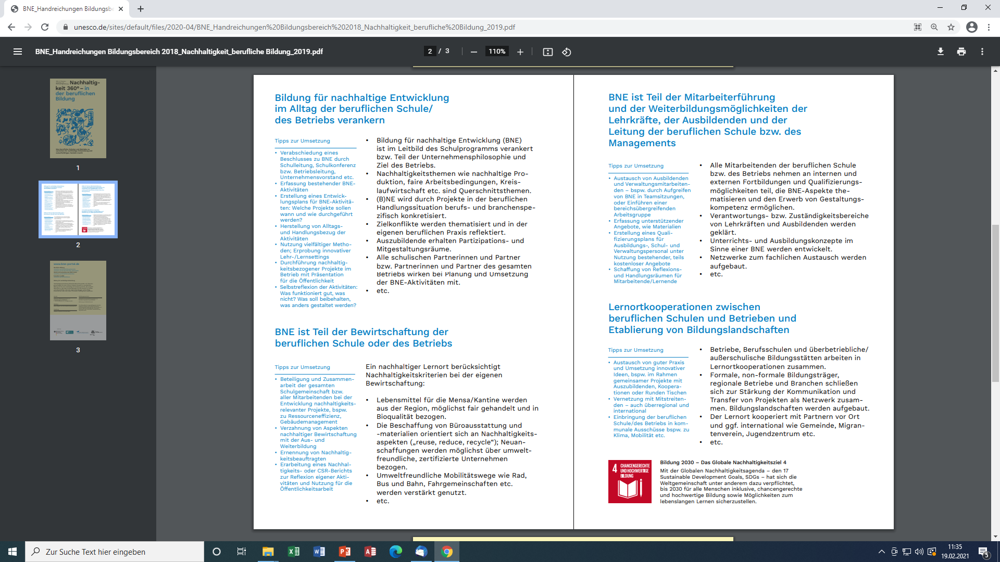 BNE_Handreichungen Bildungsbe
unesco.de/sites/default/files/2020-04/BNE_Handreichungen%20Bildungsbereich%202018_Nachhaltigkeit_berufliche%20Bildung_2019.pdf
BNE_Handreichungen Bildungsbereich 2018_Nachhaltigkeit_berufliche Bildung_2019.pdf
2 / 3
110%
Nachhaltig-
keit 360° – in
der beruflichen
Bildung
1
2
www.bne-portal.de
3
Bildung für nachhaltige Entwicklung
im Alltag der beruflichen Schule/
des Betriebs verankern
Tipps zur Umsetzung
• Verabschiedung eines
Beschlusses zu BNE durch
Schulleitung, Schulkonferenz
bzw. Betriebsleitung,
Unternehmensvorstand etc.
• Erfassung bestehender BNE-
Aktivitäten
• Erstellung eines Entwick-
lungsplans für BNE-Aktivitä-
ten: Welche Projekte sollen
wann und wie durchgeführt
werden?
• Herstellung von Alltags-
und Handlungsbezug der
Aktivitäten
• Nutzung vielfältiger Metho-
den; Erprobung innovativer
Lehr-/Lernsettings
• Durchführung nachhaltig-
keitsbezogener Projekte im
Betrieb mit Präsentation
für die Öffentlichkeit
• Selbstreflexion der Aktivitäten:
Was funktioniert gut, was
nicht? Was soll beibehalten,
was anders gestaltet werden?
• Bildung für nachhaltige Entwicklung (BNE)
ist im Leitbild des Schulprogramms verankert
bzw. Teil der Unternehmensphilosophie und
Ziel des Betriebs.
• Nachhaltigkeitsthemen wie nachhaltige Pro-
duktion, faire Arbeitsbedingungen, Kreis-
laufwirtschaft etc. sind Querschnittsthemen.
• (B)NE wird durch Projekte in der beruflichen
Handlungssituation berufs- und branchenspe-
zifisch konkretisiert.
• Zielkonflikte werden thematisiert und in der
eigenen beruflichen Praxis reflektiert.
• Auszubildende erhalten Partizipations- und
Mitgestaltungsräume.
• Alle schulischen Partnerinnen und Partner
bzw. Partnerinnen und Partner des gesamten
Betriebs wirken bei Planung und Umsetzung
der BNE-Aktivitäten mit.
• etc.
BNE ist Teil der Bewirtschaftung der
beruflichen Schule oder des Betriebs
Tipps zur Umsetzung
• Beteiligung und Zusammen-
arbeit der gesamten
Schulgemeinschaft bzw.
aller Mitarbeitenden bei der
Entwicklung nachhaltigkeits-
relevanter Projekte, bspw.
zu Ressourceneffizienz,
Gebäudemanagement
• Verzahnung von Aspekten
nachhaltiger Bewirtschaftung
mit der Aus- und
Weiterbildung
• Ernennung von Nachhaltig-
keitsbeauftragten
• Erarbeitung eines Nachhal-
tigkeits- oder CSR-Berichts
zur Reflexion eigener Akti-
vitäten und Nutzung für die
Öffentlichkeitsarbeit
Ein nachhaltiger Lernort berücksichtigt
Nachhaltigkeitskriterien bei der eigenen
Bewirtschaftung:
• Lebensmittel für die Mensa/Kantine werden
aus der Region, möglichst fair gehandelt und in
Bioqualität bezogen.
• Die Beschaffung von Büroausstattung und
-materialien orientiert sich an Nachhaltigkeits-
aspekten („reuse, reduce, recycle“); Neuan-
schaffungen werden möglichst über umwelt-
freundliche, zertifizierte Unternehmen
bezogen.
• Umweltfreundliche Mobilitätswege wie Rad,
Bus und Bahn, Fahrgemeinschaften etc.
werden verstärkt genutzt.
• etc.
BNE ist Teil der Mitarbeiterführung
und der Weiterbildungsmöglichkeiten der
Lehrkräfte, der Ausbildenden und der
Leitung der beruflichen Schule bzw. des
Managements
Tipps zur Umsetzung
• Austausch von Ausbildenden
und Verwaltungsmitarbeiten-
den – bspw. durch Aufgreifen
von BNE in Teamsitzungen,
oder Einführen einer
bereichsübergreifenden
Arbeitsgruppe
• Erfassung unterstützender
Angebote, wie Materialien
• Erstellung eines Quali-
fizierungsplans für
Ausbildungs-, Schul- und
Verwaltungspersonal unter
Nutzung bestehender, teils
kostenloser Angebote
• Schaffung von Reflexions-
und Handlungsräumen für
Mitarbeitende/Lernende
• Alle Mitarbeitenden der beruflichen Schule
bzw. des Betriebs nehmen an internen und
externen Fortbildungen und Qualifizierungs-
möglichkeiten teil, die BNE-Aspekte the-
matisieren und den Erwerb von Gestaltungs-
kompetenz ermöglichen.
• Verantwortungs- bzw. Zuständigkeitsbereiche
von Lehrkräften und Ausbildenden werden
geklärt.
• Unterrichts- und Ausbildungskonzepte im
Sinne einer BNE werden entwickelt.
• Netzwerke zum fachlichen Austausch werden
aufgebaut.
• etc.
Lernortkooperationen zwischen
beruflichen Schulen und Betrieben und
Etablierung von Bildungslandschaften
Tipps zur Umsetzung
• Austausch von guter Praxis
und Umsetzung innovativer
Ideen, bspw. im Rahmen
gemeinsamer Projekte mit
Auszubildenden, Koopera-
tionen oder Runden Tischen
• Vernetzung mit Mitstreiten-
den – auch überregional und
international
• Einbringung der beruflichen
Schule/des Betriebs in kom-
munale Ausschüsse bspw. zu
Klima, Mobilität etc.
• Betriebe, Berufsschulen und überbetriebliche/
außerschulische Bildungsstätten arbeiten in
Lernortkooperationen zusammen.
• Formale, non-formale Bildungsträger,
regionale Betriebe und Branchen schließen
sich zur Stärkung der Kommunikation und
Transfer von Projekten als Netzwerk zusam-
men. Bildungslandschaften werden aufgebaut.
• Der Lernort kooperiert mit Partnern vor Ort
und ggf. international wie Gemeinde, Migran-
tenverein, Jugendzentrum etc.
• etc.
4 CHANCENGERECHTE
UND HOCHWERTIGE
BILDUNG
Bildung 2030 – Das Globale Nachhaltigkeitsziel 4
Mit der Globalen Nachhaltigkeitsagenda – den 17
Sustainable Development Goals, SDGs – hat sich die
Weltgemeinschaft unter anderem dazu verpflichtet,
bis 2030 für alle Menschen inklusive, chancengerechte
und hochwertige Bildung sowie Möglichkeiten zum
lebenslangen Lernen sicherzustellen.
Zur Suche Text hier eingeben
11:35
19.02.2021
5